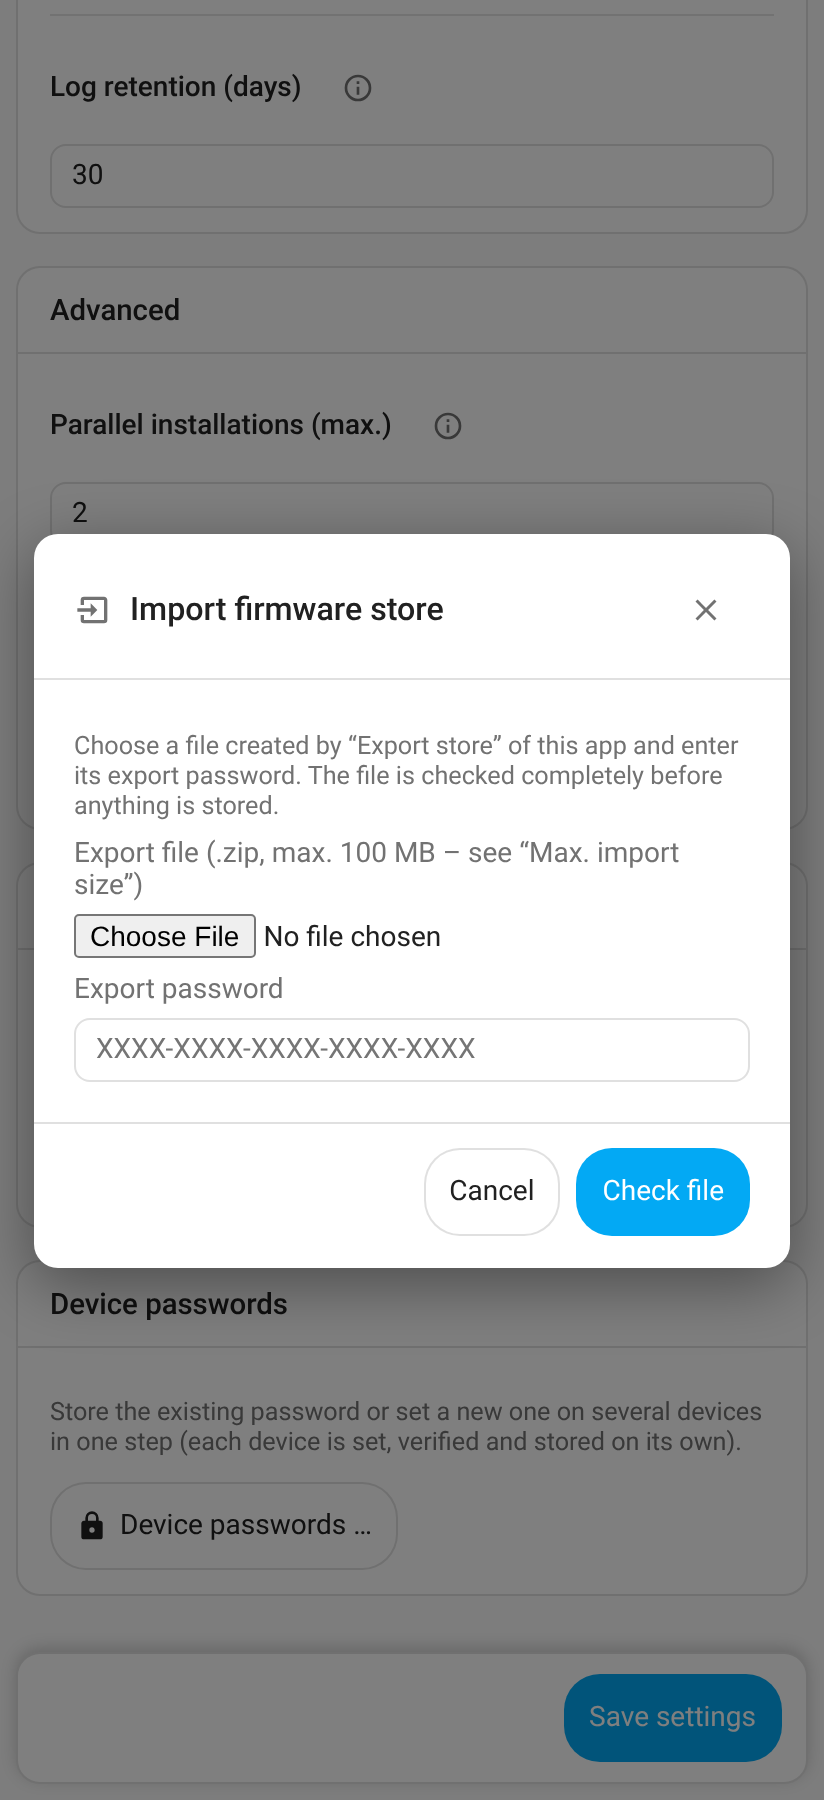 Log retention (days)
30
Advanced
Parallel installations (max.)
2
Import firmware store
Choose a file created by “Export store” of this app and enter
its export password. The file is checked completely before
anything is stored.
Export file (.zip, max. 100 MB – see “Max. import
size”)
Choose File No file chosen
Export password
XXXX-XXXX-XXXX-XXXX-XXXX
Cancel
Check file
Device passwords
Store the existing password or set a new one on several devices
in one step (each device is set, verified and stored on its own).
Device passwords ...
Save settings